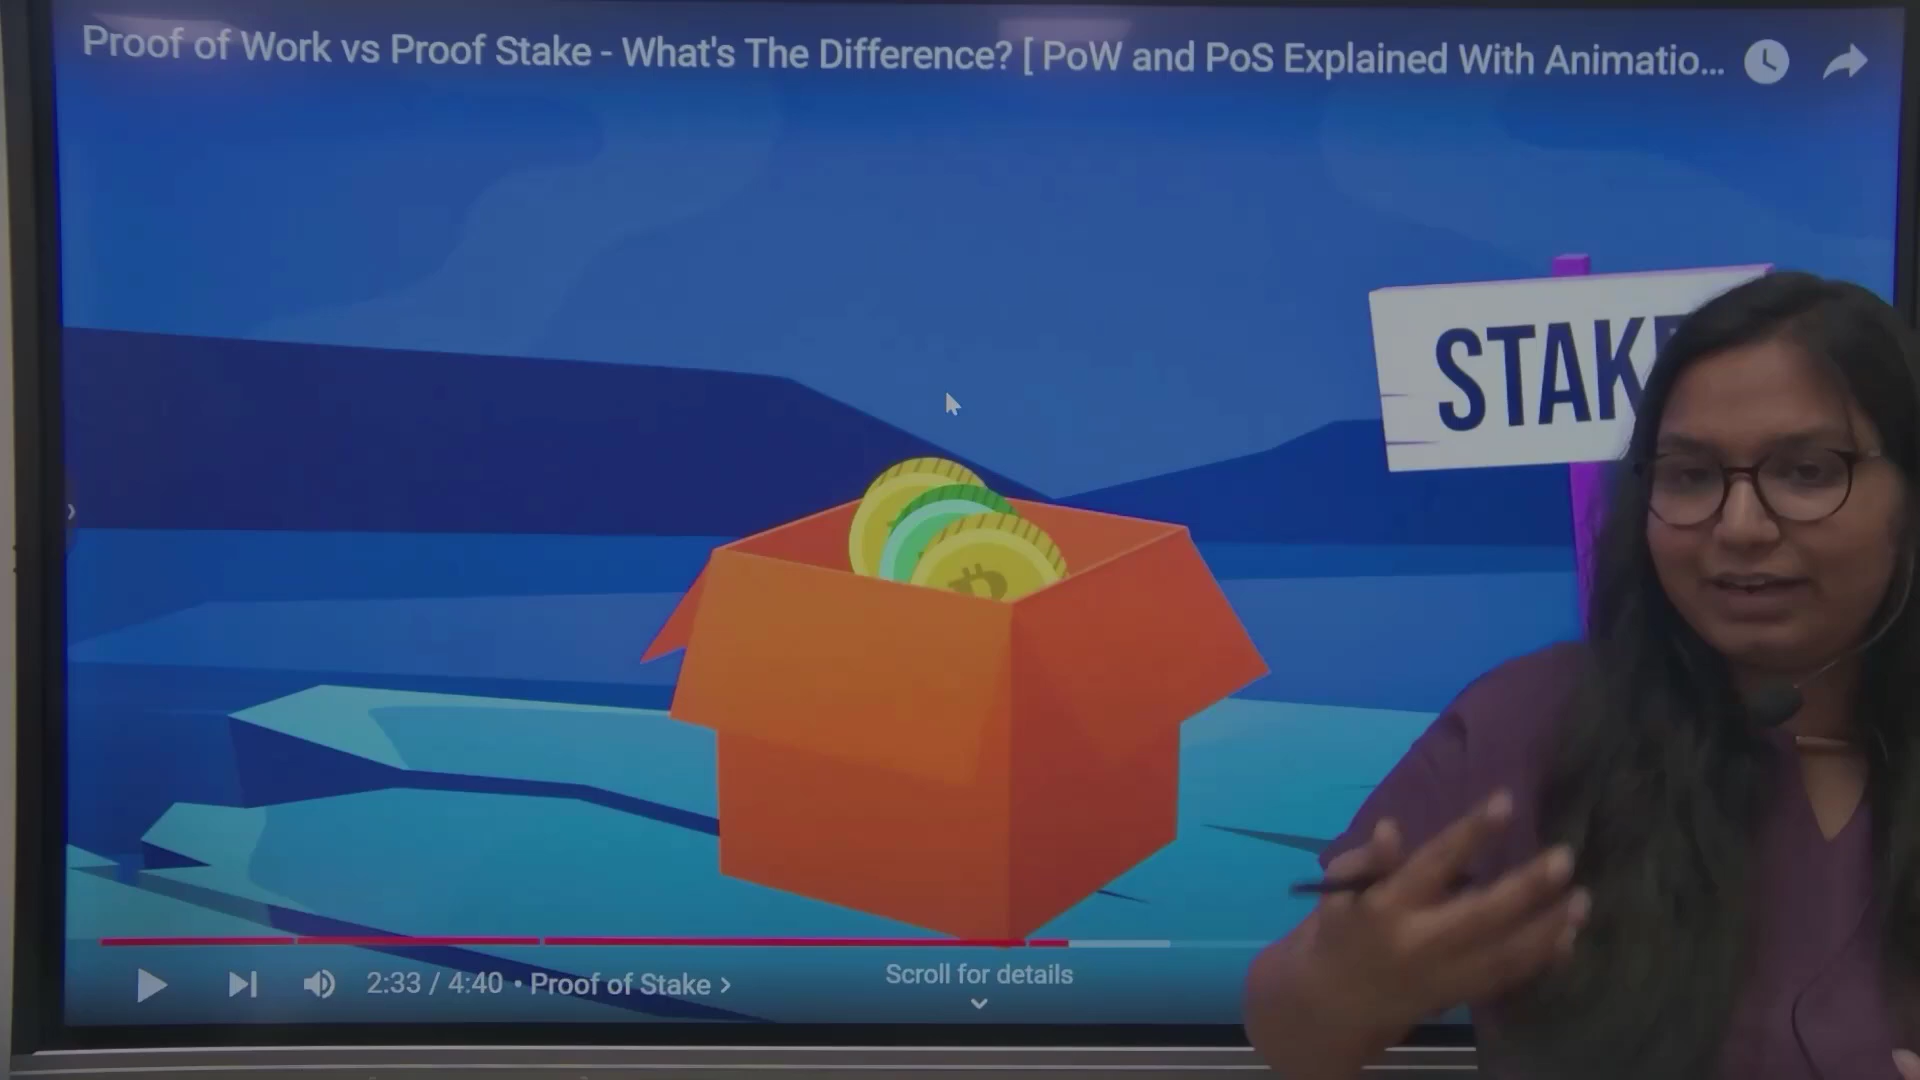 Proof of Work vs Proof Stake - What's The Difference? [ PoW and PoS Explained With Animatio...
STAK
2:33 / 4:40 • Proof of Stake >
Scroll for details